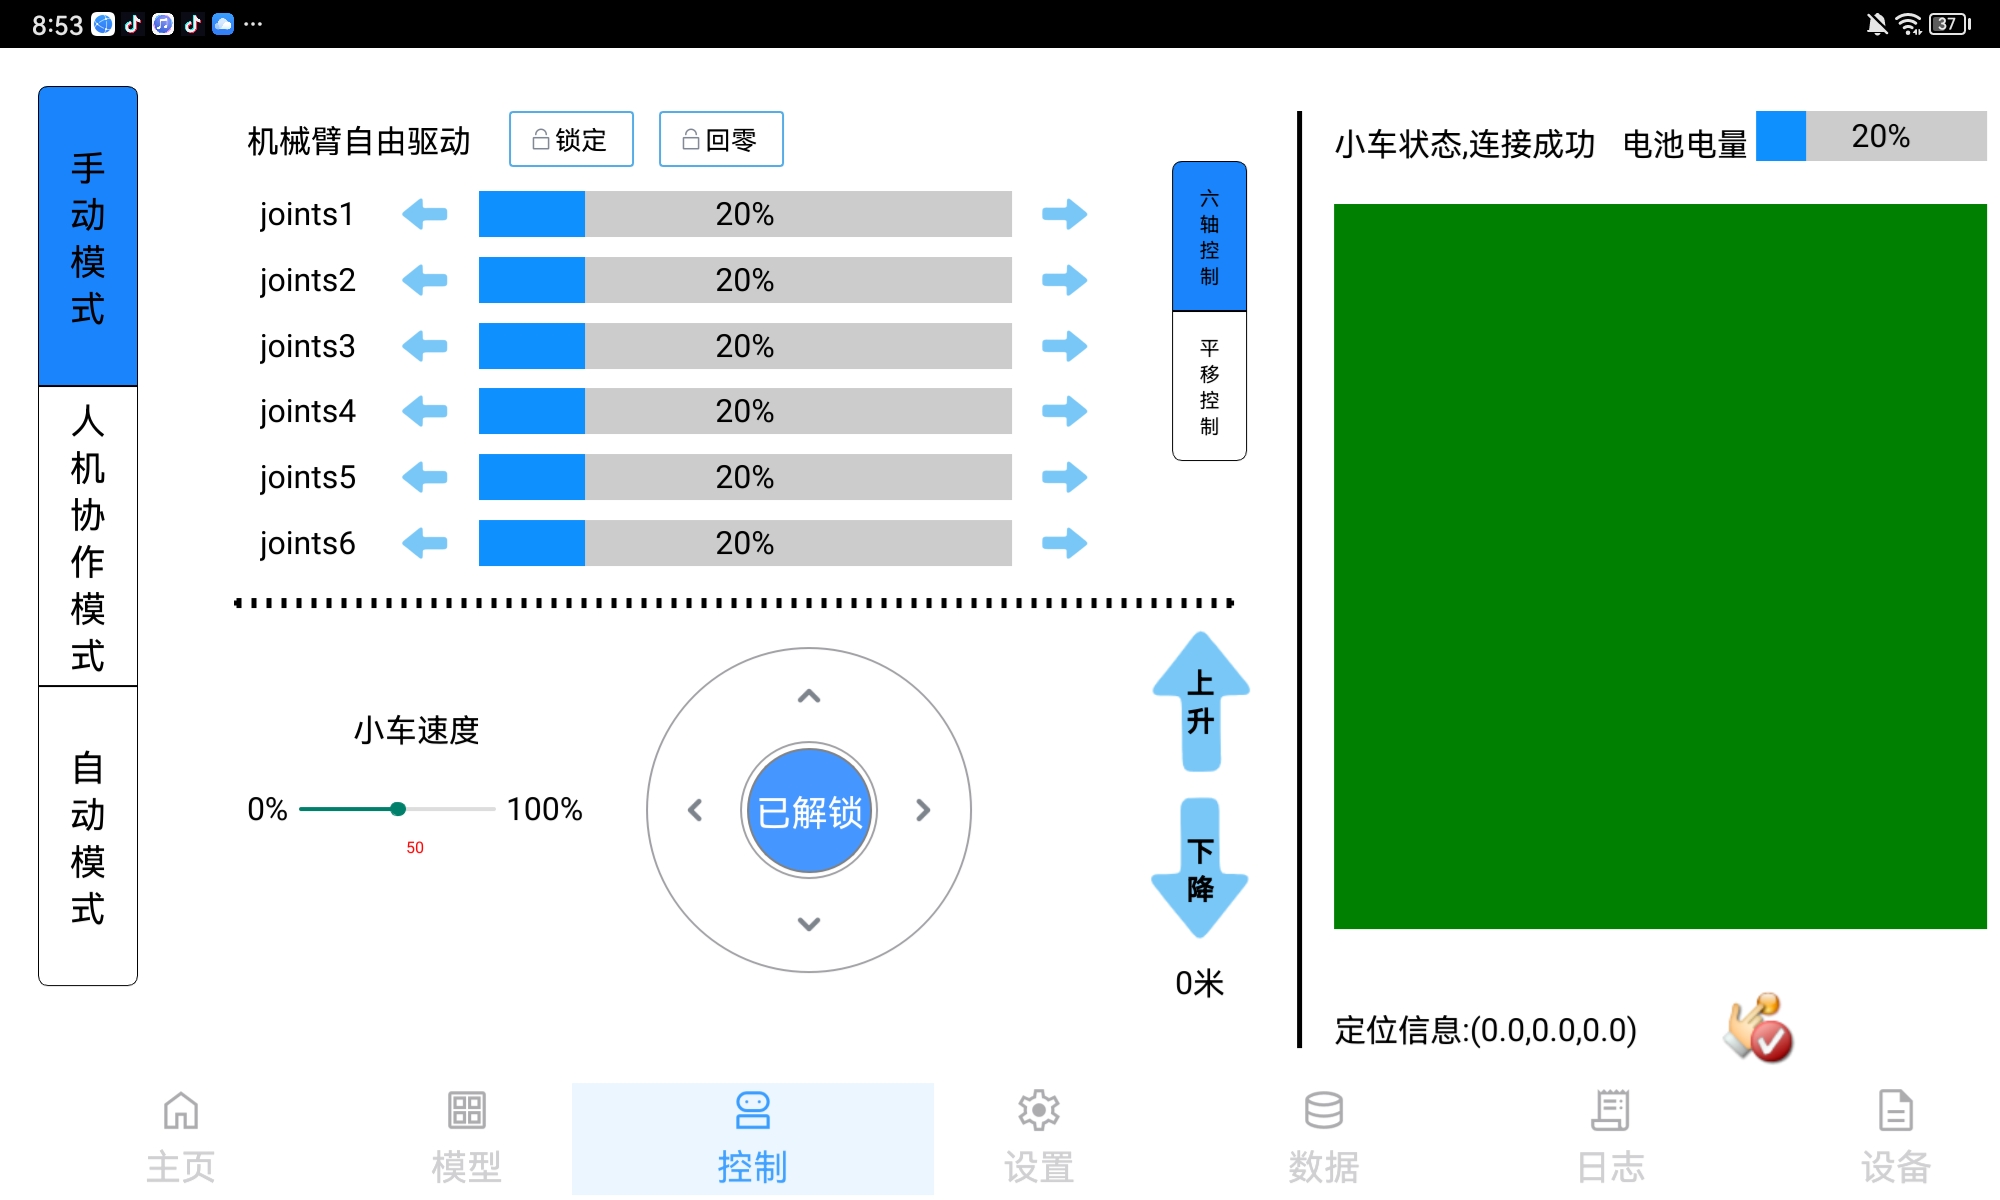 8:53
37
手动模式
人机协作模式
自动模式
机械臂自由驱动 锁定 回零
joints1 20%
joints2 20%
joints3 20%
joints4 20%
joints5 20%
joints6 20%
六轴控制
平移控制
小车速度
0% 100%
50
已解锁
上升
下降
0米
小车状态,连接成功 电池电量 20%
定位信息:(0.0,0.0,0.0)
主页 模型 控制 设置 数据 日志 设备